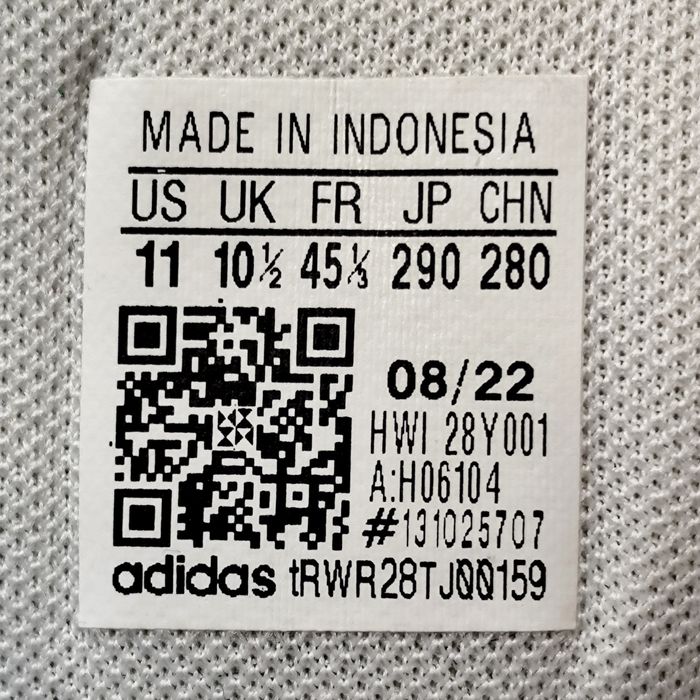 MADE IN INDONESIA
US UK FR JP CHN
11 10½ 45⅓ 290 280
08/22
HWI 28Y001
A:H06104
#131025707
adidas tRWR28TJ00159